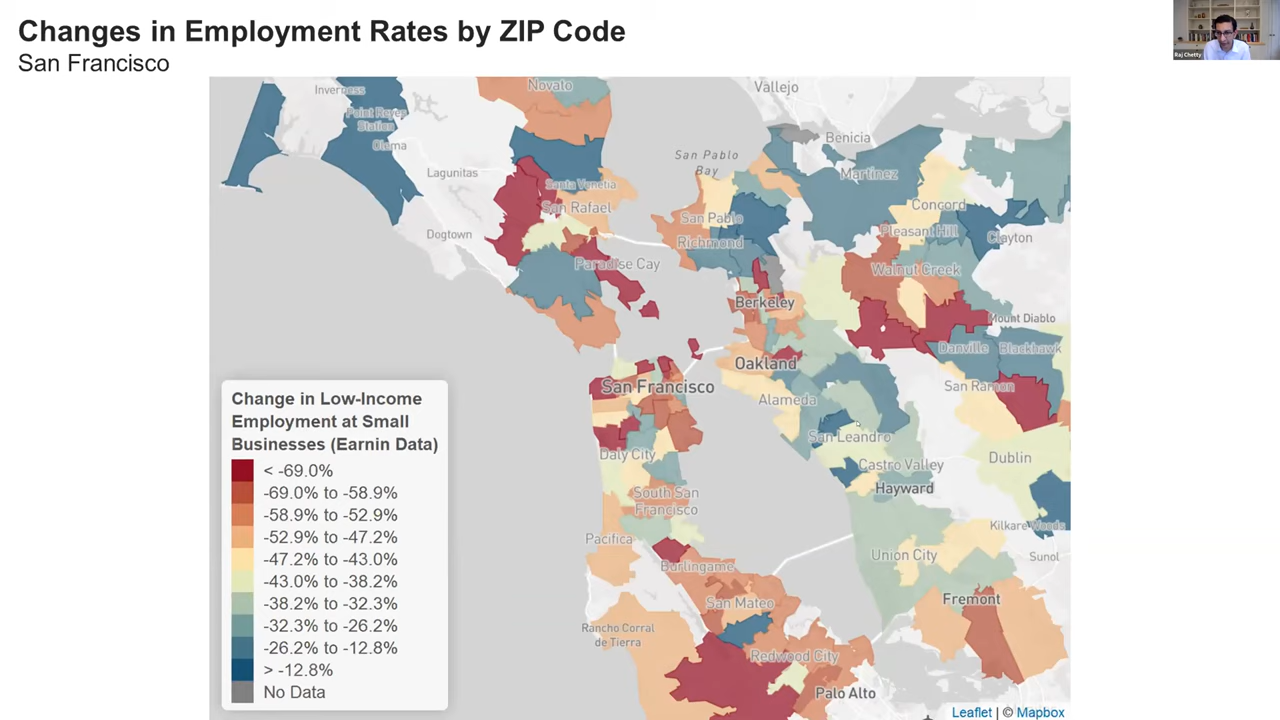 Changes in Employment Rates by ZIP Code
San Francisco
Raj Chetty
Novato
Vallejo
Inverness
Point Reyes
Station
Olema
Benicia
San Pablo
Bay
Lagunitas
Martinez
Santa Venetia
San Rafael
Concord
San Pablo
Pleasant Hill
Dogtown
Richmond
Clayton
Paradise Cay
Walnut Creek
Berkeley
Mount Diablo
Danville
Blackhawk
Oakland
San Francisco
San Ramon
Alameda
Change in Low-Income
Employment at Small
Businesses (Earnin Data)
< -69.0%
-69.0% to -58.9%
-58.9% to -52.9%
-52.9% to -47.2%
-47.2% to -43.0%
-43.0% to -38.2%
-38.2% to -32.3%
-32.3% to -26.2%
-26.2% to -12.8%
> -12.8%
No Data
San Leandro
Daly City
Dublin
Castro Valley
Hayward
South San
Francisco
Kilkare Woods
Pacifica
Union City
Sunol
Burlingame
San Mateo
Fremont
Rancho Corral
de Tierra
Redwood City
Palo Alto
Leaflet | © Mapbox